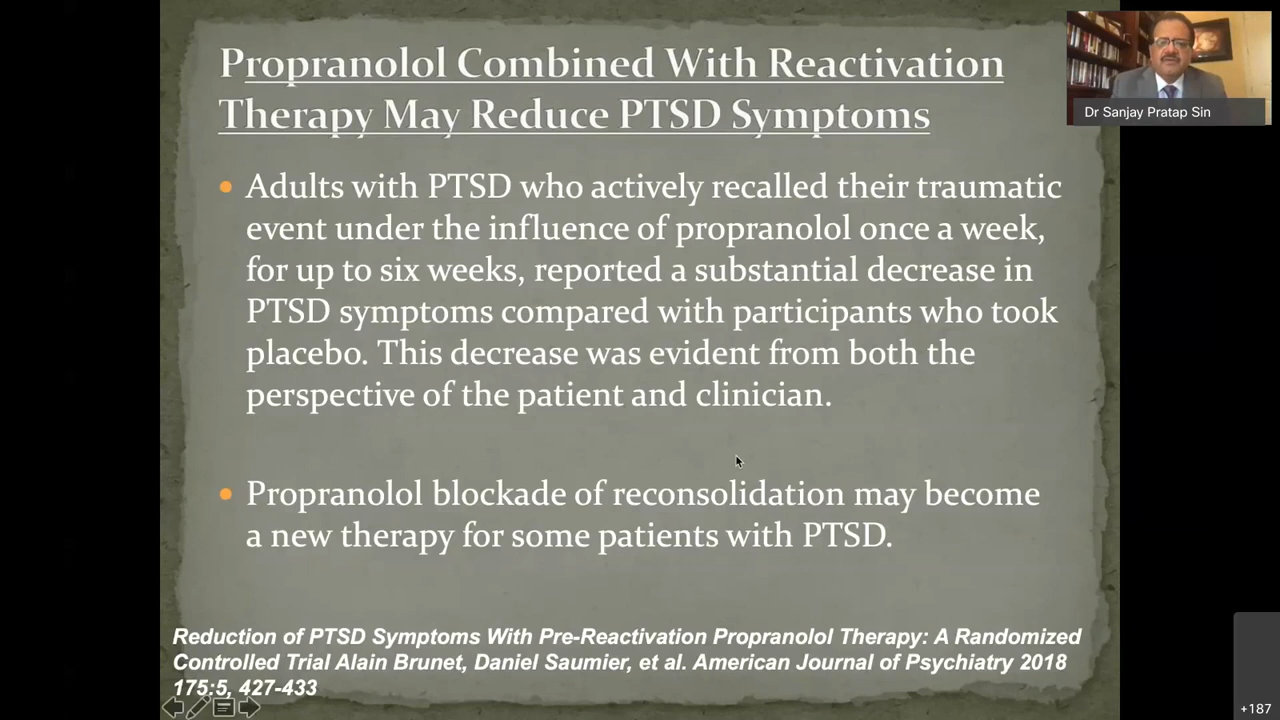 Propranolol Combined With Reactivation
Therapy May Reduce PTSD Symptoms
Dr Sanjay Pratap Sin
• Adults with PTSD who actively recalled their traumatic
event under the influence of propranolol once a week,
for up to six weeks, reported a substantial decrease in
PTSD symptoms compared with participants who took
placebo. This decrease was evident from both the
perspective of the patient and clinician.
• Propranolol blockade of reconsolidation may become
a new therapy for some patients with PTSD.
Reduction of PTSD Symptoms With Pre-Reactivation Propranolol Therapy: A Randomized
Controlled Trial Alain Brunet, Daniel Saumier, et al. American Journal of Psychiatry 2018
175:5, 427-433
+187